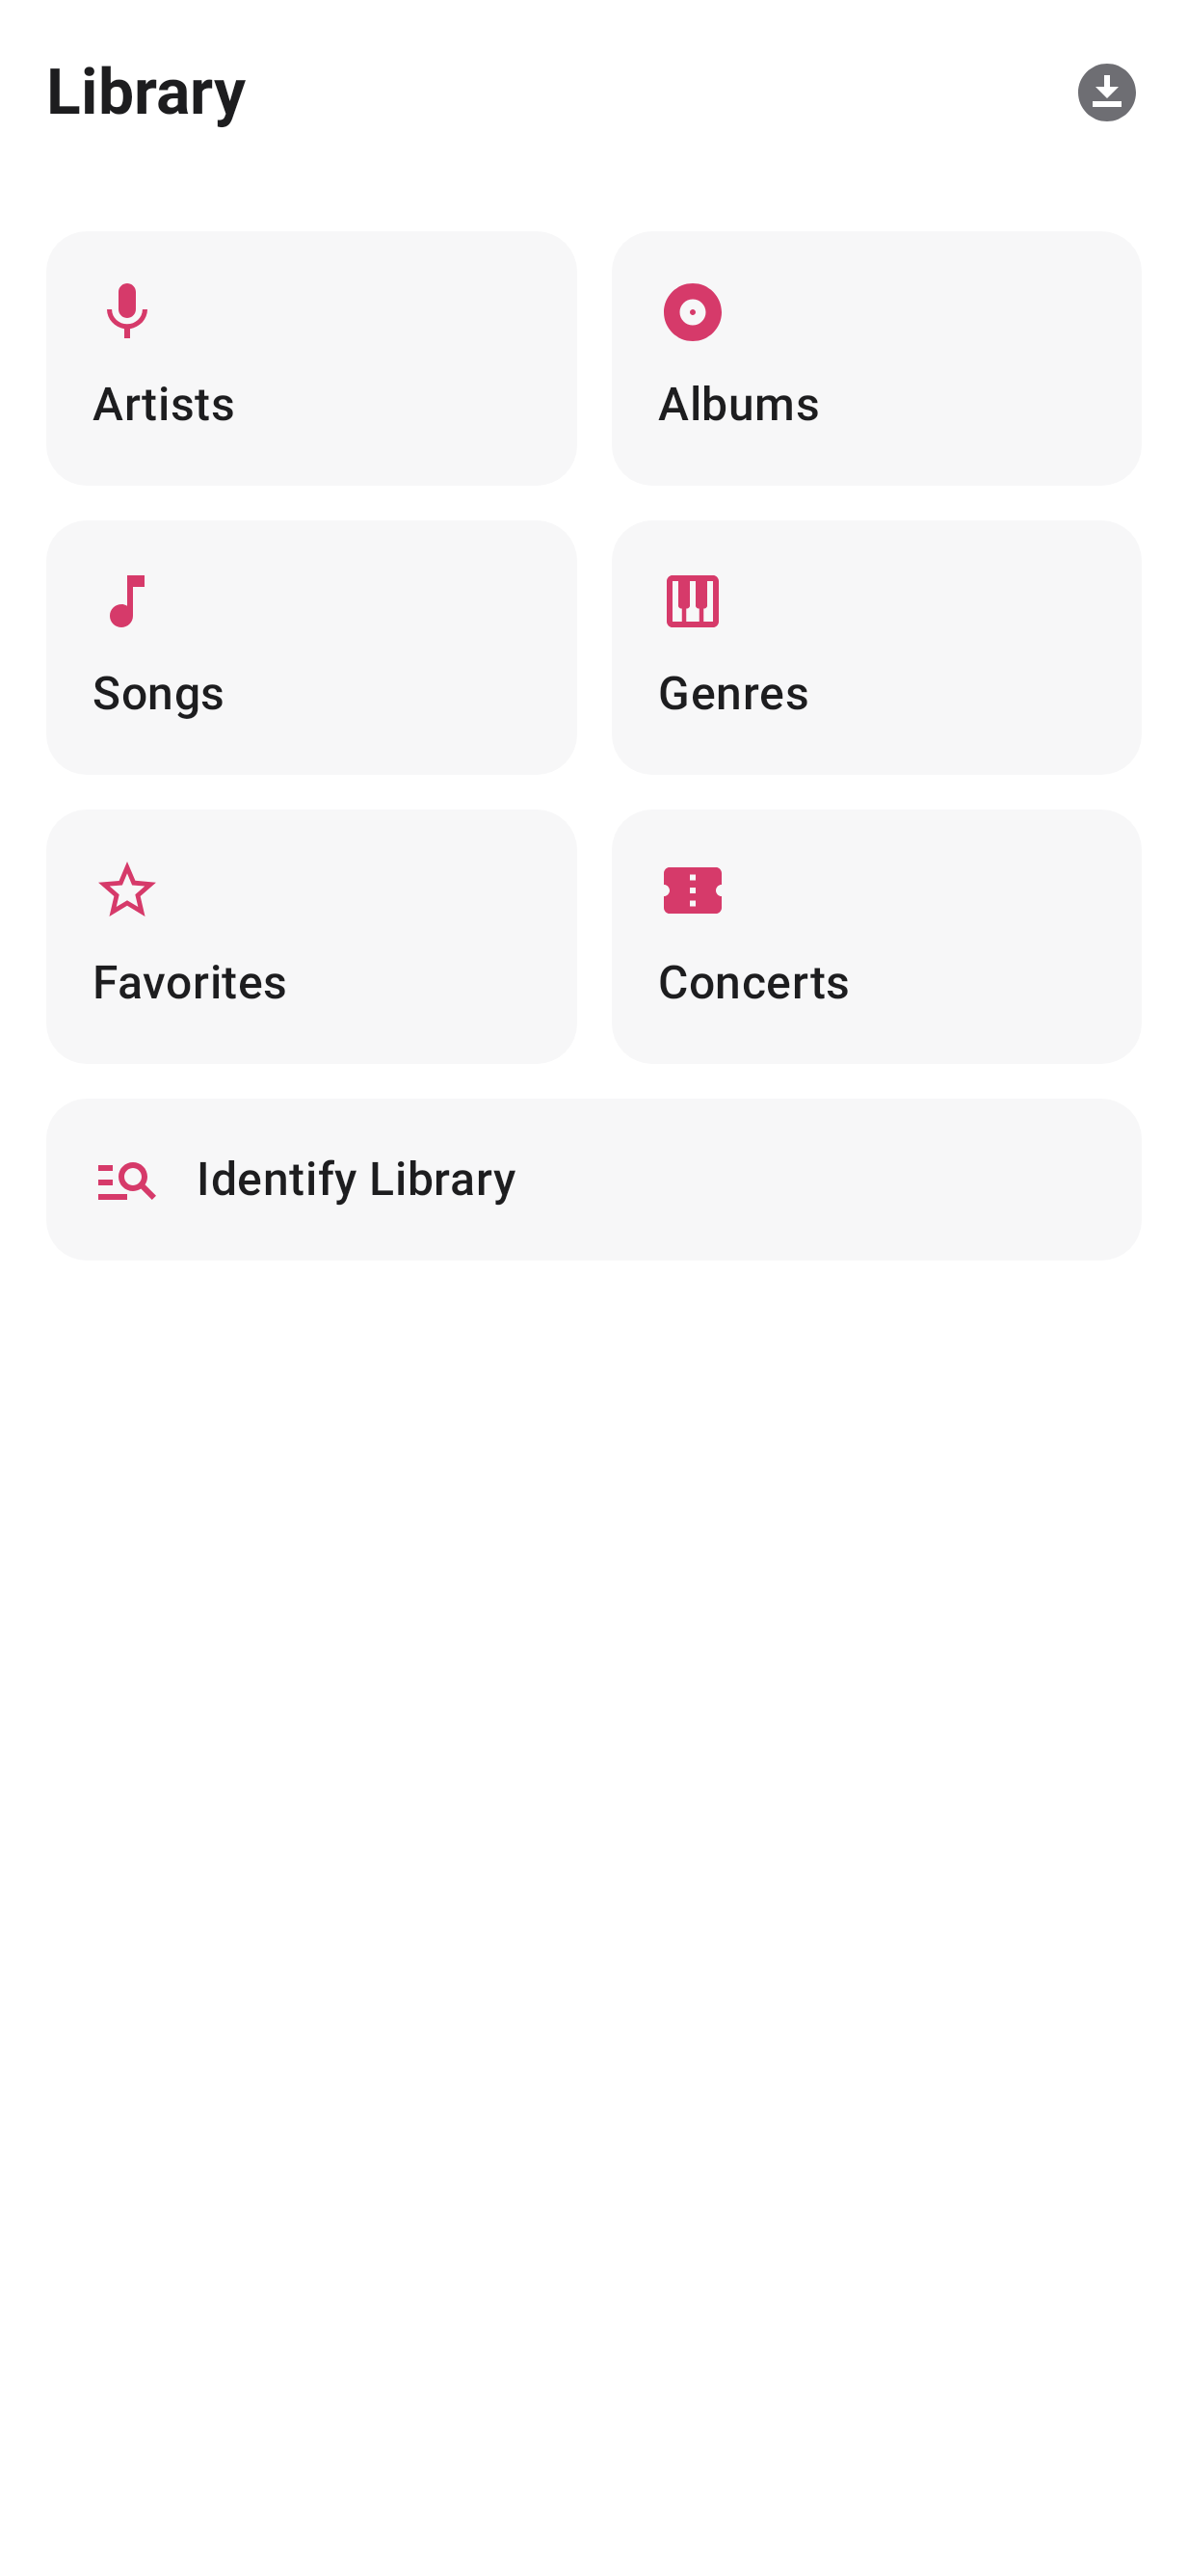 Library
Artists
Albums
Songs
Genres
Favorites
Concerts
Identify Library